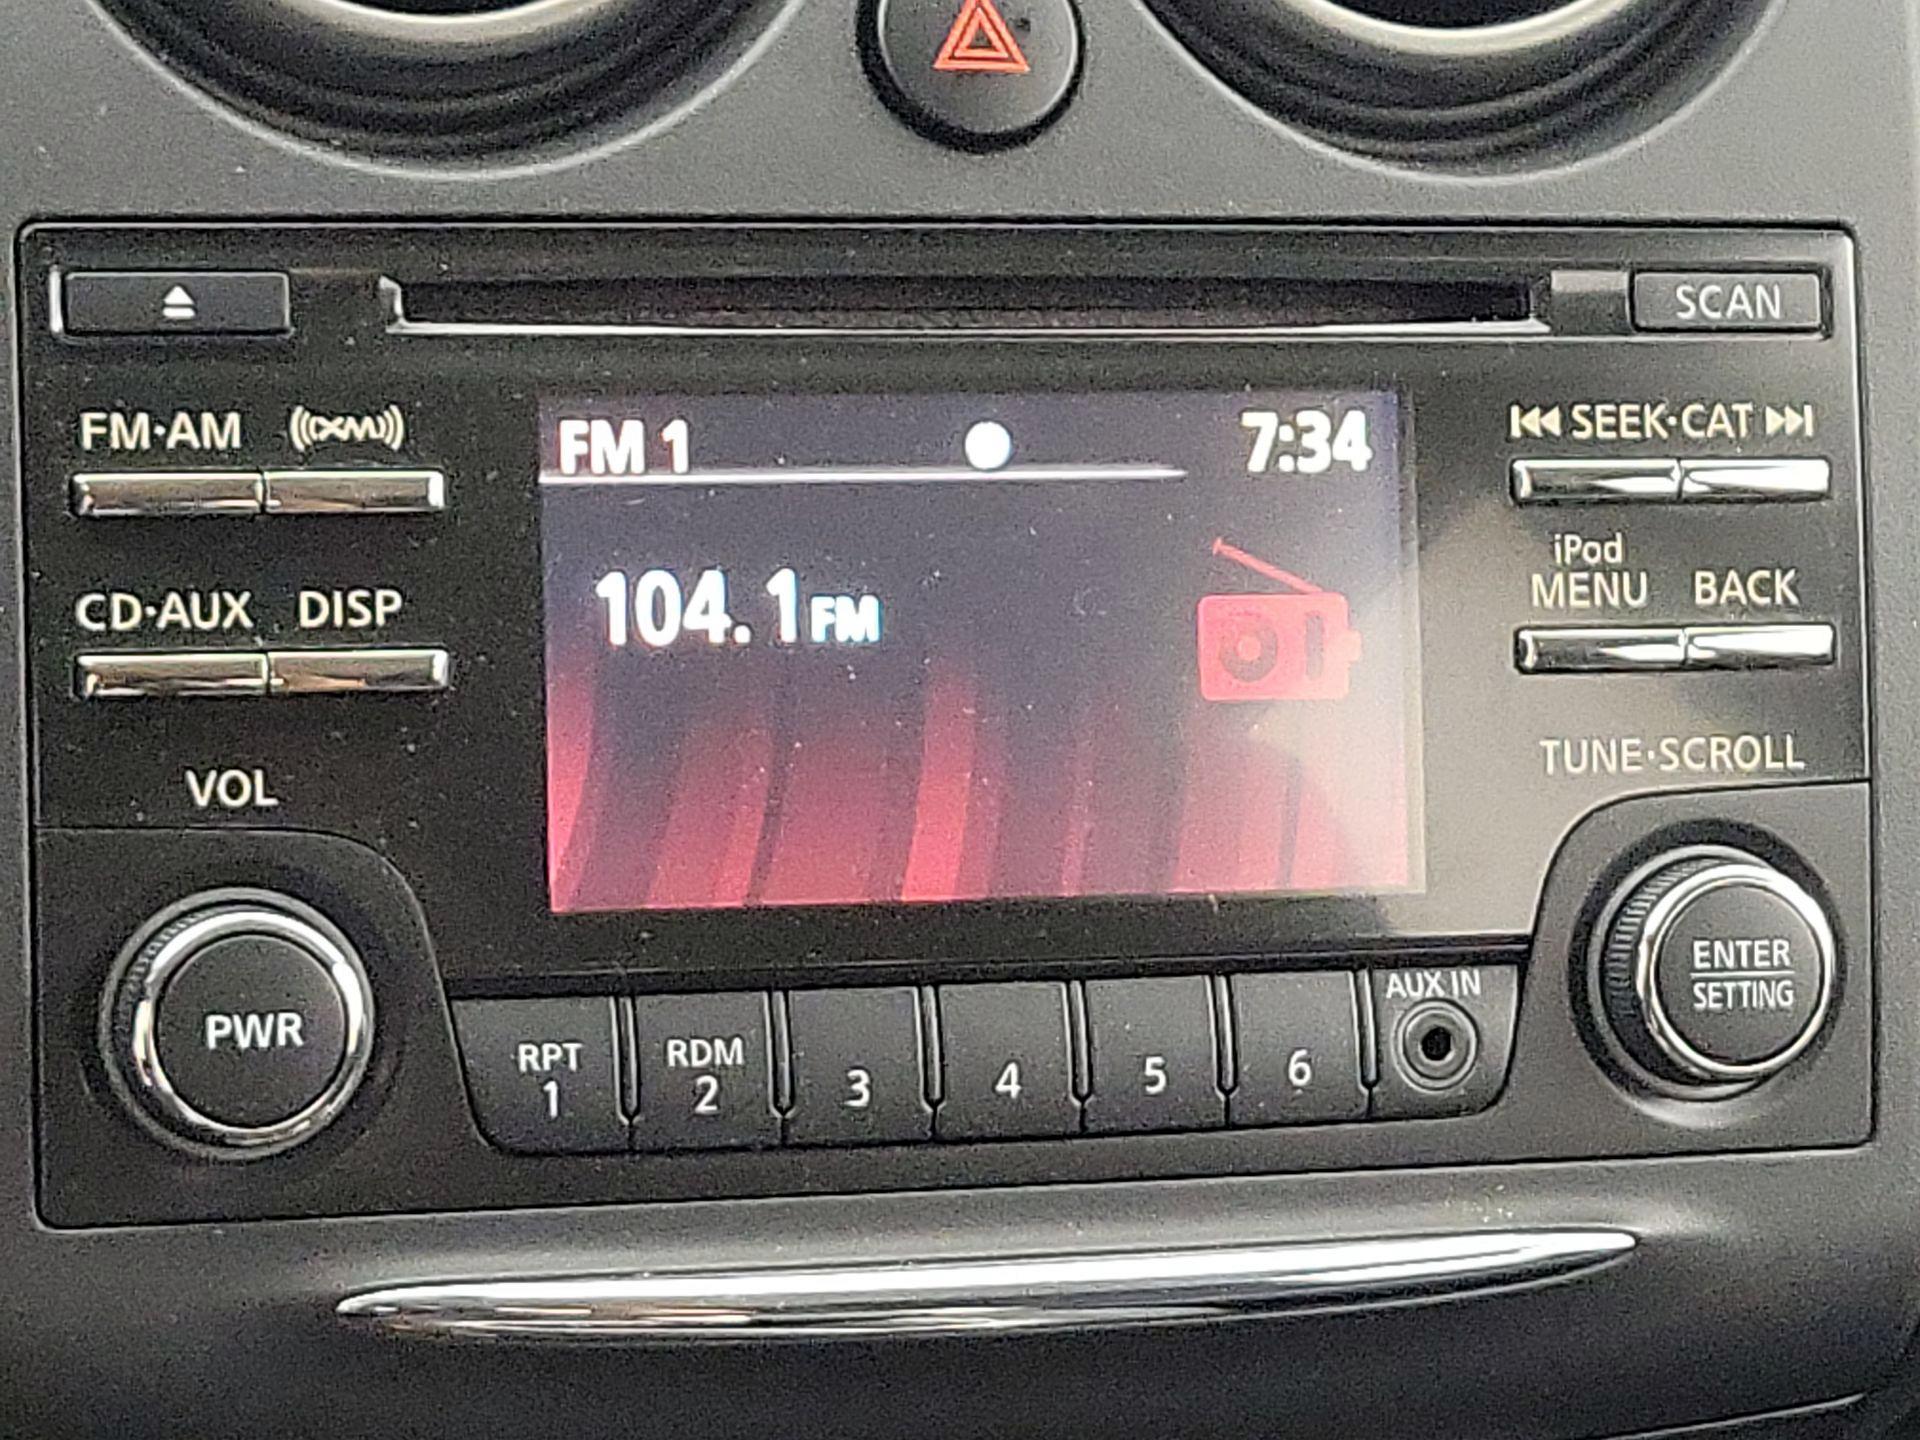 SCAN
FM·AM
XM
FM 1
7:34
SEEK·CAT
104.1FM
iPod
MENU
BACK
CD·AUX
DISP
TUNE·SCROLL
VOL
PWR
ENTER
SETTING
RPT
1
RDM
2
3
4
5
6
AUX IN